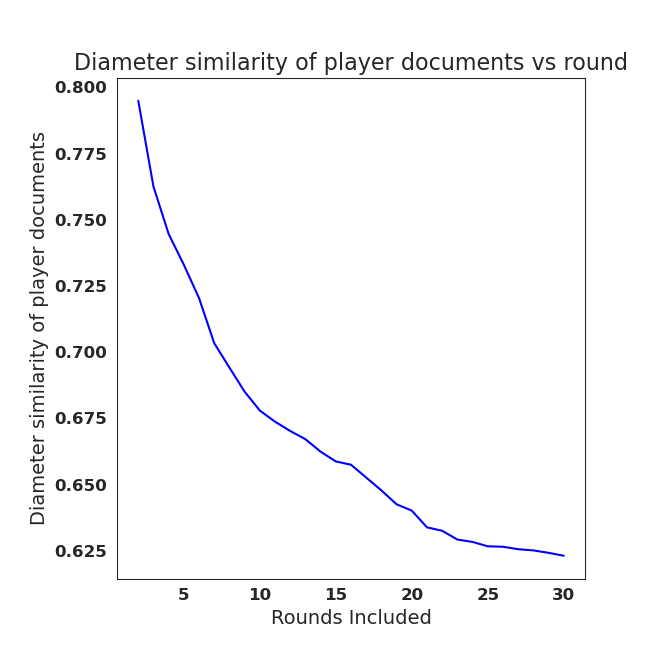 Diameter similarity of player documents vs round
Diameter similarity of player documents
0.800
0.775
0.750
0.725
0.700
0.675
0.650
0.625
5 10 15 20 25 30
Rounds Included